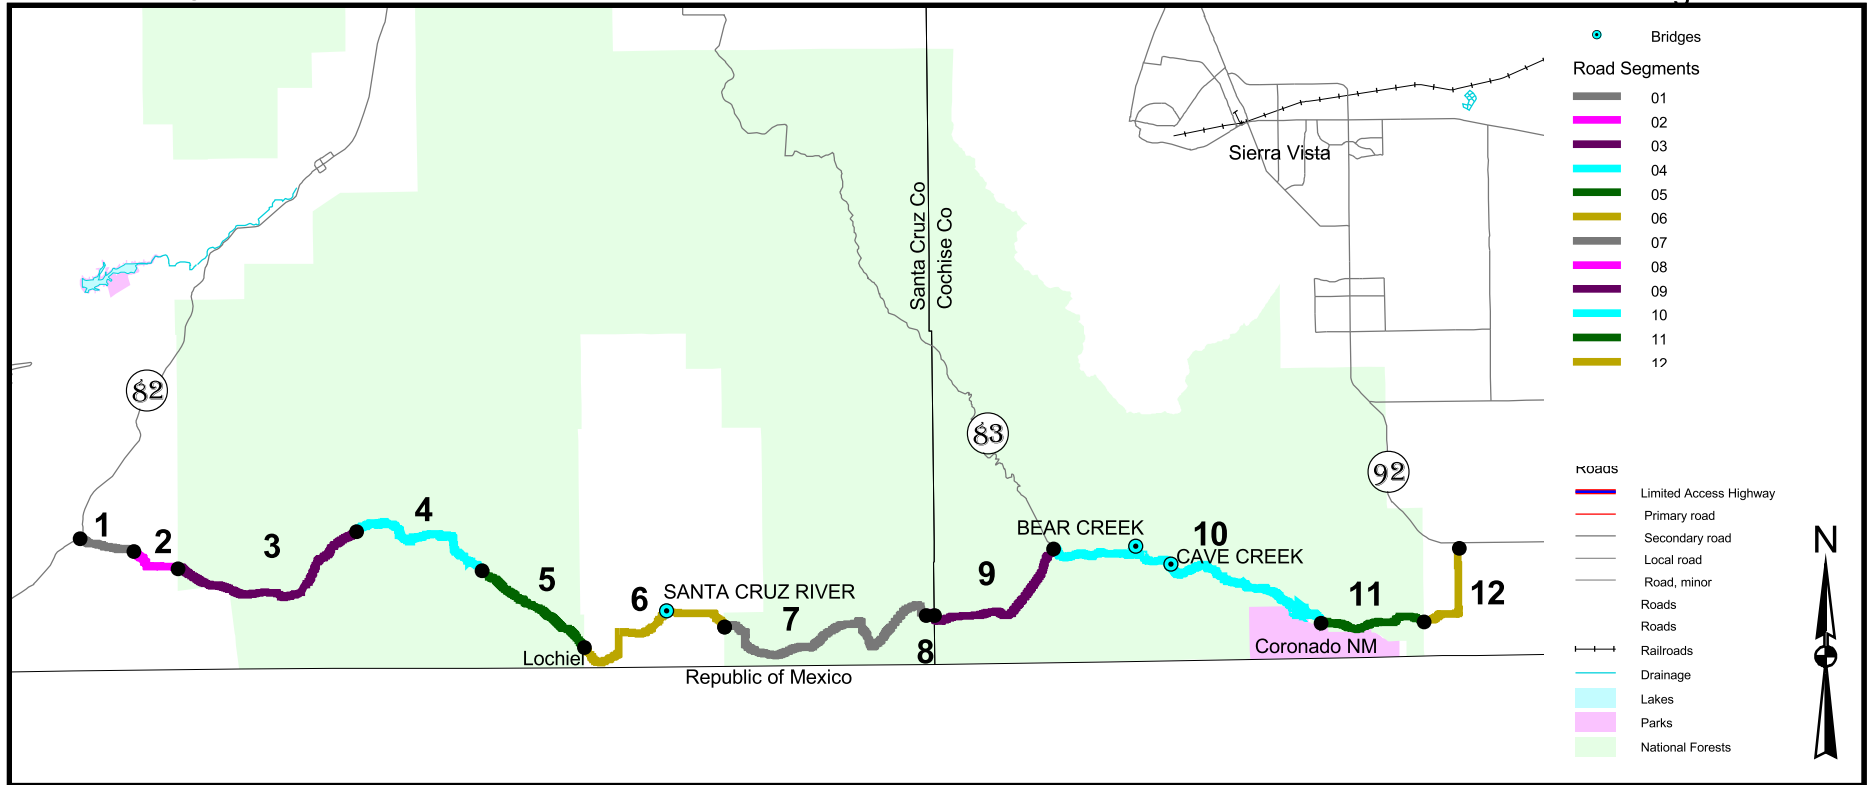 Bridges
Road Segments
01
02
03
04
05
06
07
08
09
10
11
12
Sierra Vista
Santa Cruz Co
Cochise Co
82
83
92
1
2
3
4
5
6
SANTA CRUZ RIVER
7
8
9
BEAR CREEK
10
CAVE CREEK
11
12
Lochiel
Coronado NM
Republic of Mexico
Roads
Limited Access Highway
Primary road
Secondary road
Local road
Road, minor
Roads
Roads
Railroads
Drainage
Lakes
Parks
National Forests
N